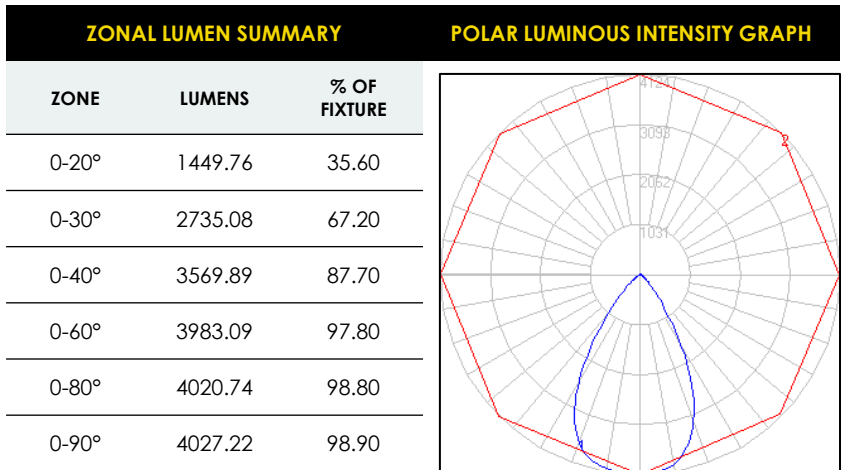 ZONAL LUMEN SUMMARY
ZONE LUMENS % OF FIXTURE
0-20° 1449.76 35.60
0-30° 2735.08 67.20
0-40° 3569.89 87.70
0-60° 3983.09 97.80
0-80° 4020.74 98.80
0-90° 4027.22 98.90
POLAR LUMINOUS INTENSITY GRAPH
4124
3093
2
2062
1031
1